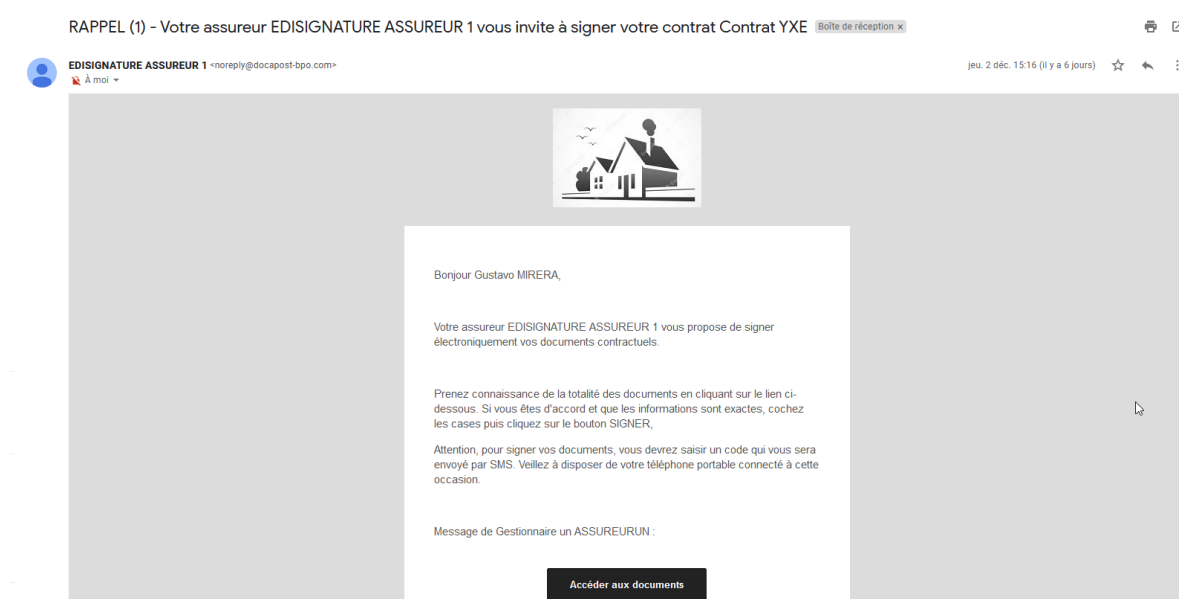 RAPPEL (1) - Votre assureur EDISIGNATURE ASSUREUR 1 vous invite à signer votre contrat Contrat YXE Boîte de réception ×
EDISIGNATURE ASSUREUR 1 <noreply@docapost-bpo.com> jeu. 2 déc. 15:16 (il y a 6 jours)
À moi
Bonjour Gustavo MIRERA,
Votre assureur EDISIGNATURE ASSUREUR 1 vous propose de signer
électroniquement vos documents contractuels.
Prenez connaissance de la totalité des documents en cliquant sur le lien ci-
dessous. Si vous êtes d'accord et que les informations sont exactes, cochez
les cases puis cliquez sur le bouton SIGNER,
Attention, pour signer vos documents, vous devrez saisir un code qui vous sera
envoyé par SMS. Veillez à disposer de votre téléphone portable connecté à cette
occasion.
Message de Gestionnaire un ASSUREURUN :
Accéder aux documents